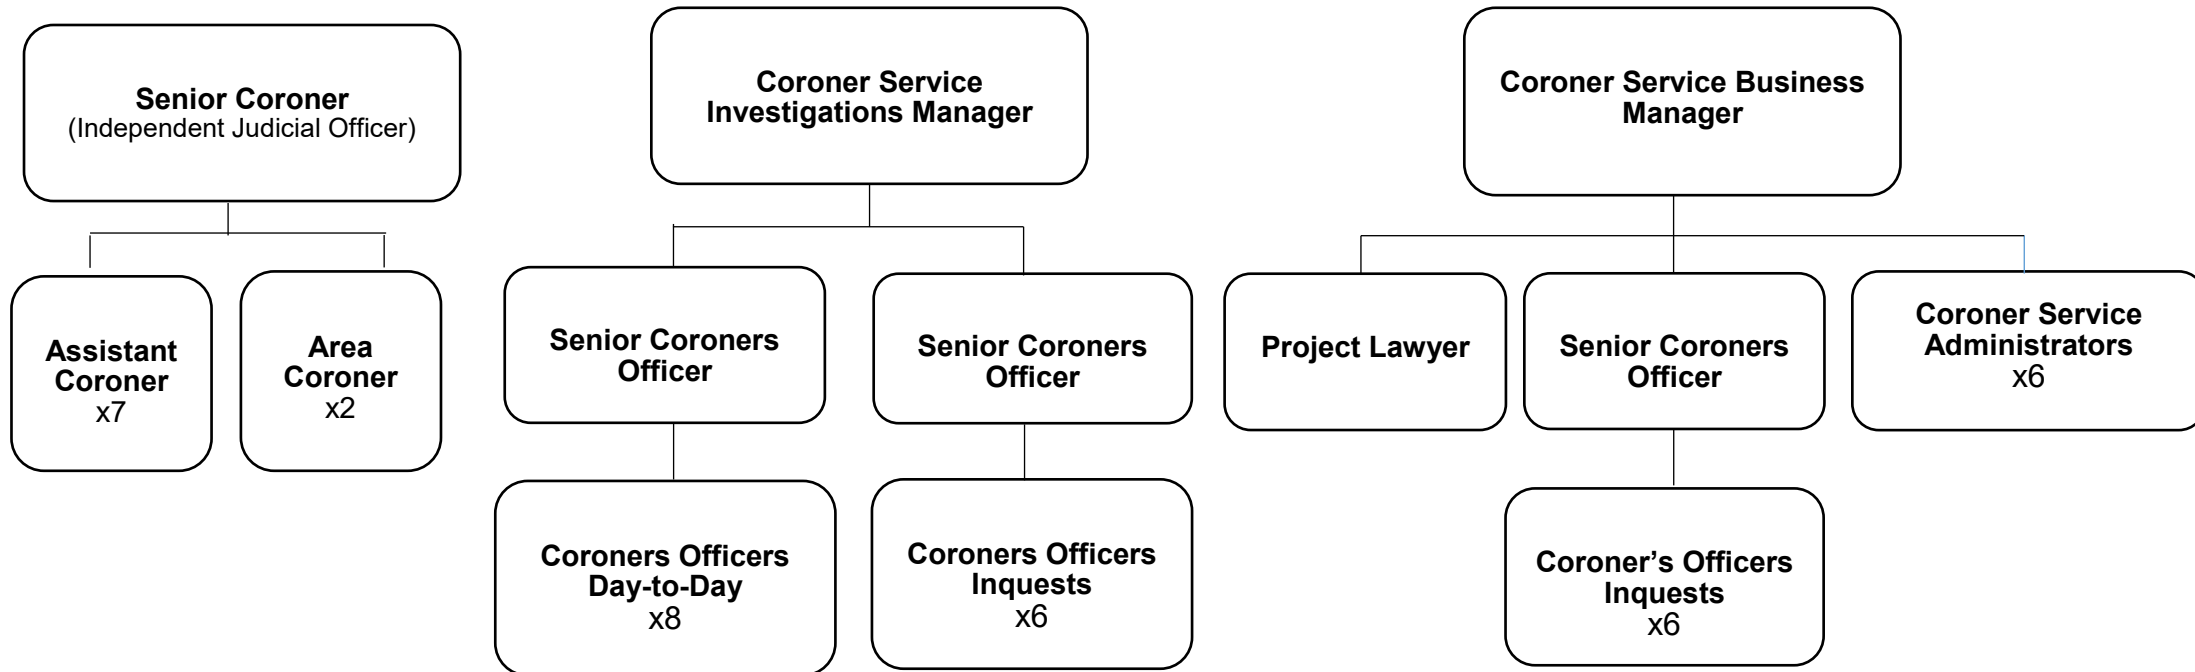 Senior Coroner
(Independent Judicial Officer)
Assistant
Coroner
x7
Area
Coroner
x2
Coroner Service
Investigations Manager
Senior Coroners
Officer
Senior Coroners
Officer
Coroners Officers
Day-to-Day
x8
Coroners Officers
Inquests
x6
Coroner Service Business
Manager
Project Lawyer
Senior Coroners
Officer
Coroner Service
Administrators
x6
Coroner’s Officers
Inquests
x6